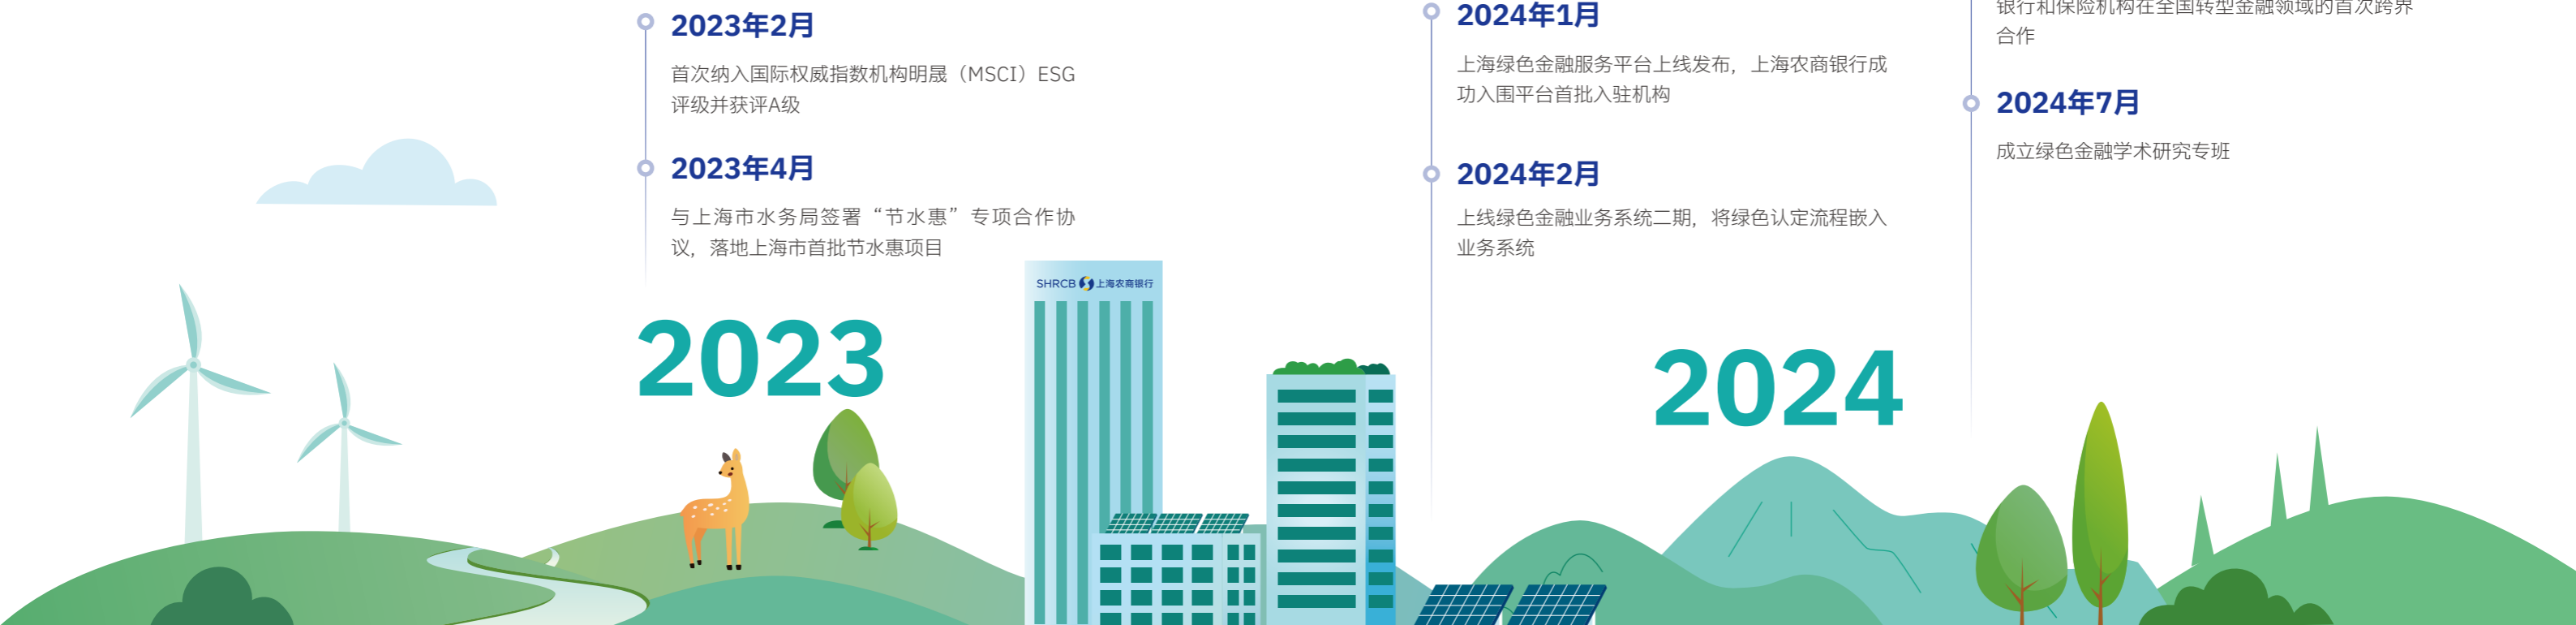 2023年2月
首次纳入国际权威指数机构明晟（MSCI）ESG
评级并获评A级
2023年4月
与上海市水务局签署“节水惠”专项合作协
议，落地上海市首批节水惠项目
2023
SHRCB 上海农商银行
2024年1月
上海绿色金融服务平台上线发布，上海农商银行成
功入围平台首批入驻机构
2024年2月
上线绿色金融业务系统二期，将绿色认定流程嵌入
业务系统
2024
银行和保险机构在全国转型金融领域的首次跨界
合作
2024年7月
成立绿色金融学术研究专班